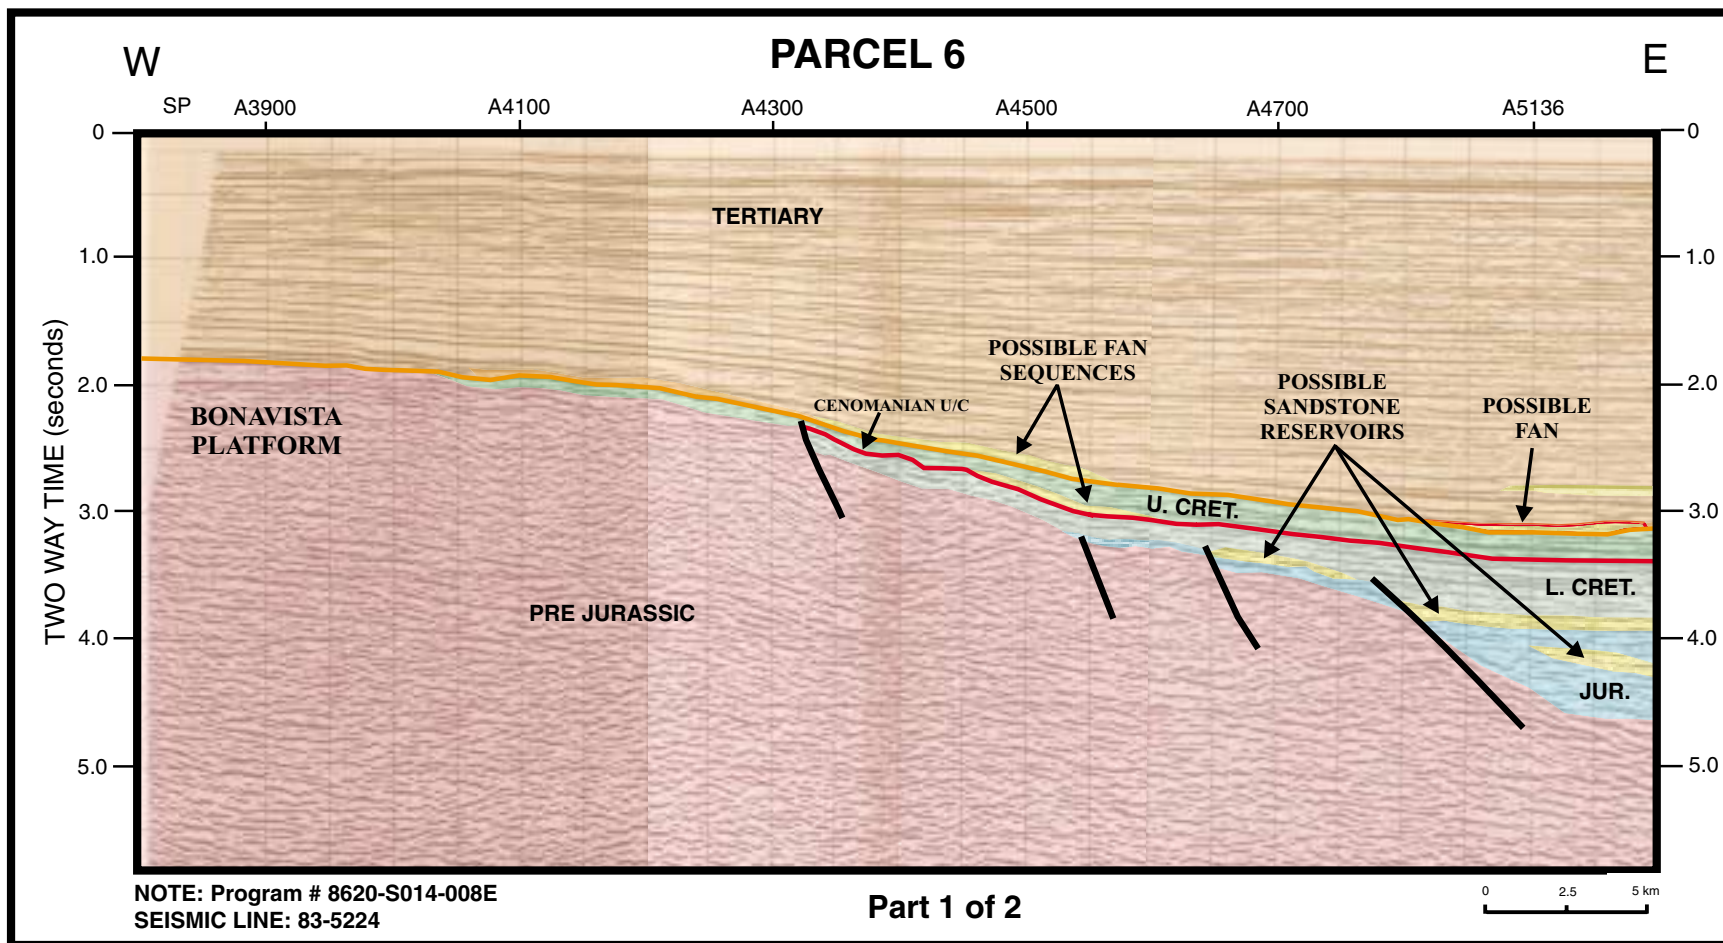 PARCEL 6
W
E
SP A3900 A4100 A4300 A4500 A4700 A5136
0
0
TERTIARY
1.0
1.0
TWO WAY TIME (seconds)
POSSIBLE FAN
SEQUENCES
POSSIBLE
SANDSTONE
RESERVOIRS
POSSIBLE
FAN
2.0
2.0
CENOMANIAN U/C
BONAVISTA
PLATFORM
U. CRET.
3.0
3.0
L. CRET.
PRE JURASSIC
4.0
4.0
JUR.
5.0
5.0
NOTE: Program # 8620-S014-008E
SEISMIC LINE: 83-5224
Part 1 of 2
0 2.5 5 km